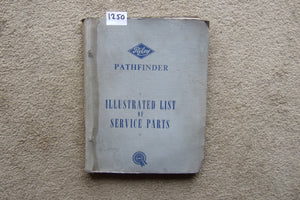 1250
Riley
PATHFINDER
ILLUSTRATED LIST
OF
SERVICE PARTS